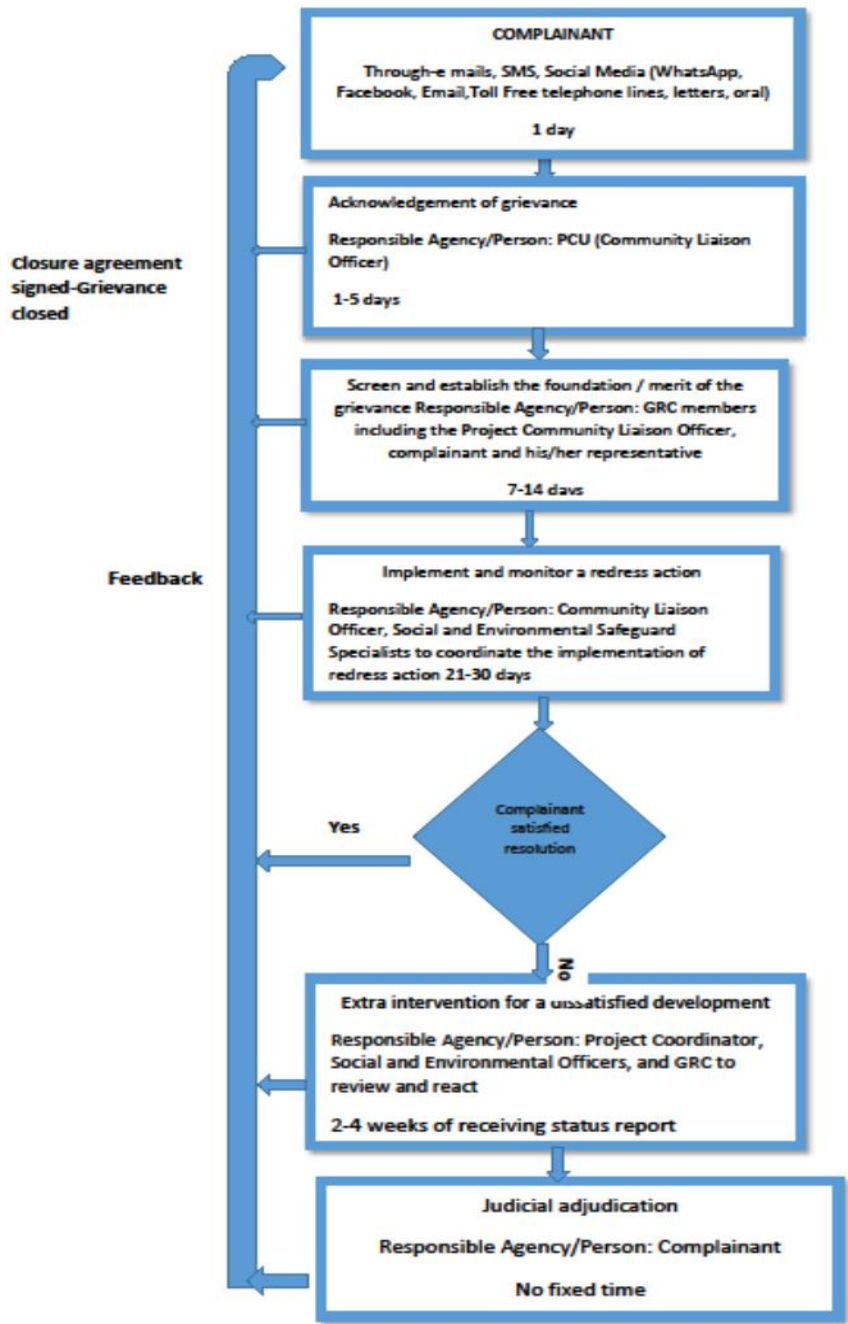 COMPLAINANT
Through-e mails, SMS, Social Media (WhatsApp,
Facebook, Email,Toll Free telephone lines, letters, oral)
1 day
Acknowledgement of grievance
Responsible Agency/Person: PCU (Community Liaison
Officer)
1-5 days
Closure agreement
signed-Grievance
closed
Screen and establish the foundation / merit of the
grievance Responsible Agency/Person: GRC members
including the Project Community Liaison Officer,
complainant and his/her representative
7-14 days
Feedback
Implement and monitor a redress action
Responsible Agency/Person: Community Liaison
Officer, Social and Environmental Safeguard
Specialists to coordinate the implementation of
redress action 21-30 days
Complainant
satisfied
resolution
Yes
No
Extra intervention for a dissatisfied development
Responsible Agency/Person: Project Coordinator,
Social and Environmental Officers, and GRC to
review and react
2-4 weeks of receiving status report
Judicial adjudication
Responsible Agency/Person: Complainant
No fixed time